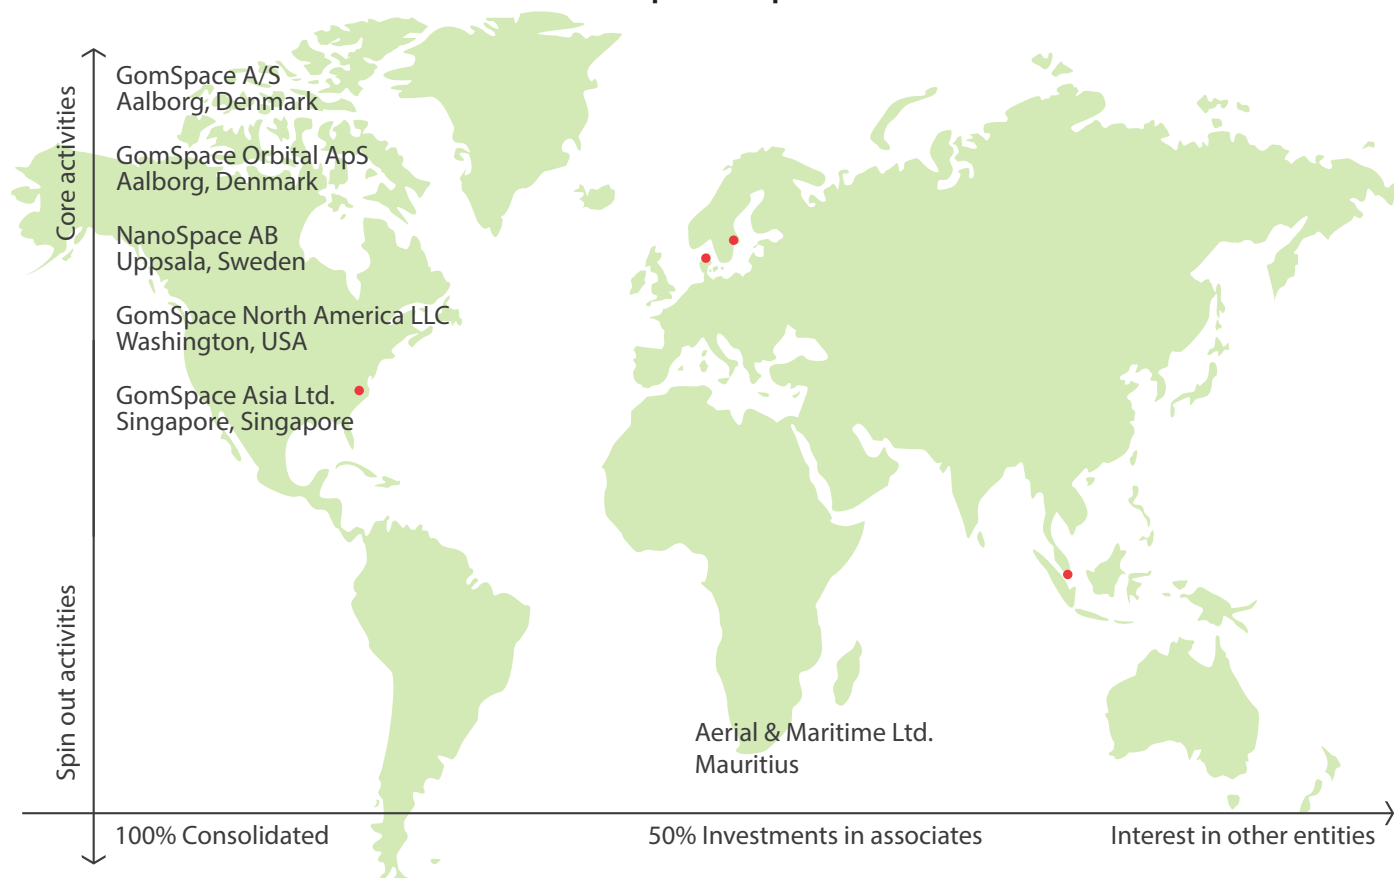 Core activities
GomSpace A/S
Aalborg, Denmark
GomSpace Orbital ApS
Aalborg, Denmark
NanoSpace AB
Uppsala, Sweden
GomSpace North America LLC
Washington, USA
GomSpace Asia Ltd.
Singapore, Singapore
Spin out activities
Aerial & Maritime Ltd.
Mauritius
100% Consolidated
50% Investments in associates
Interest in other entities